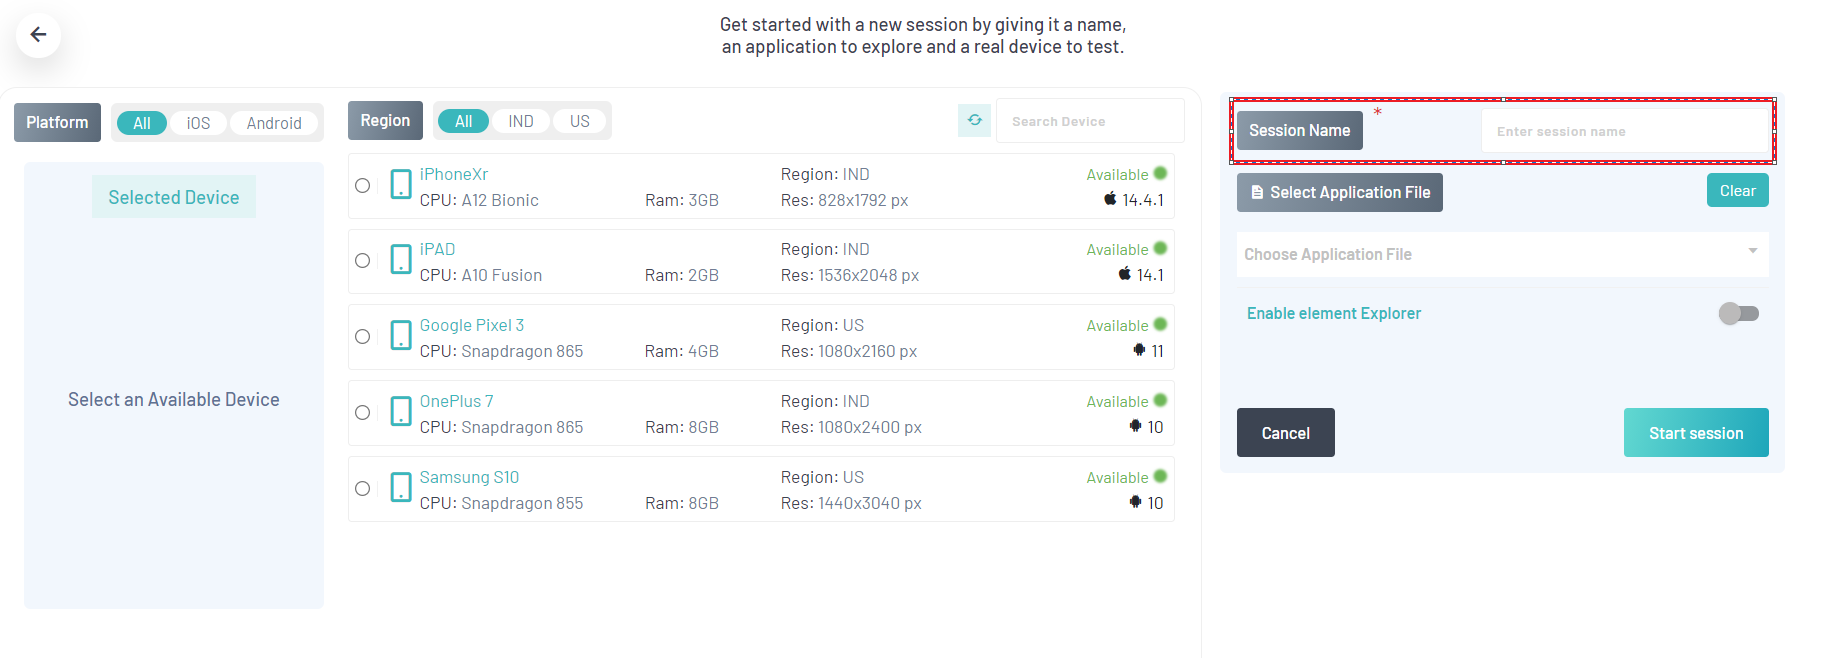 Get started with a new session by giving it a name,
an application to explore and a real device to test.
Platform All iOS Android
Selected Device
Select an Available Device
Region All IND US Search Device
iPhoneXr Region: IND Available
CPU: A12 Bionic Ram: 3GB Res: 828x1792 px 14.4.1
iPAD Region: IND Available
CPU: A10 Fusion Ram: 2GB Res: 1536x2048 px 14.1
Google Pixel 3 Region: US Available
CPU: Snapdragon 865 Ram: 4GB Res: 1080x2160 px 11
OnePlus 7 Region: IND Available
CPU: Snapdragon 865 Ram: 8GB Res: 1080x2400 px 10
Samsung S10 Region: US Available
CPU: Snapdragon 855 Ram: 8GB Res: 1440x3040 px 10
Session Name * Enter session name
Select Application File Clear
Choose Application File
Enable element Explorer
Cancel Start session